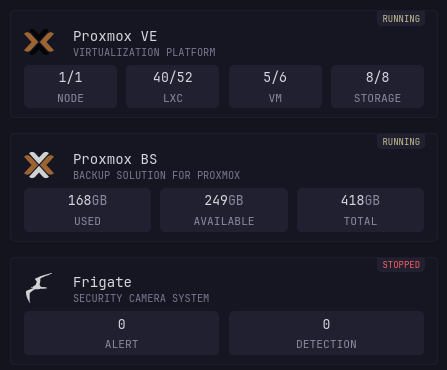 RUNNING
Proxmox VE
VIRTUALIZATION PLATFORM
1/1 40/52 5/6 8/8
NODE LXC VM STORAGE
RUNNING
Proxmox BS
BACKUP SOLUTION FOR PROXMOX
168GB 249GB 418GB
USED AVAILABLE TOTAL
STOPPED
Frigate
SECURITY CAMERA SYSTEM
0 0
ALERT DETECTION